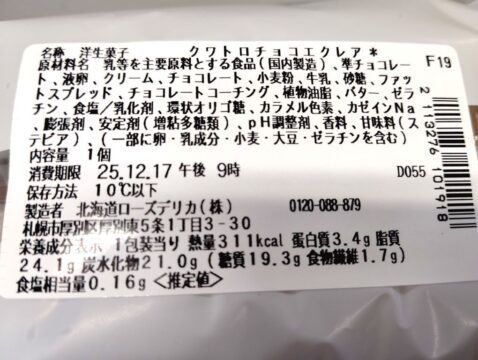 名称 洋生菓子 クワトロチョコエクレア*
原材料名 乳等を主要原料とする食品(国内製造)、準チョコレー
ト、液卵、クリーム、チョコレート、小麦粉、牛乳、砂糖、ファッ
トスプレッド、チョコレートコーチング、植物油脂、バター、ゼラ
チン、食塩/乳化剤、環状オリゴ糖、カラメル色素、カゼインNa
、膨張剤、安定剤(増粘多糖類)、pH調整剤、香料、甘味料(ス
テビア)、(一部に卵・乳成分・小麦・大豆・ゼラチンを含む)
内容量 1個
消費期限 25.12.17 午後 9時
保存方法 10℃以下
製造者 北海道ローズデリカ(株) 0120-088-879
札幌市厚別区厚別東5条1丁目3-30
栄養成分表示 1包装当り 熱量311kcal 蛋白質3.4g 脂質
24.1g 炭水化物21.0g (糖質19.3g 食物繊維1.7g)
食塩相当量0.16g <推定値>
F19
2 113276 101918
D055